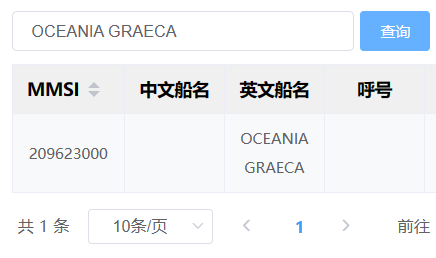 OCEANIA GRAECA 查询
MMSI 中文船名 英文船名 呼号
209623000 OCEANIA
GRAECA
共 1 条 10条/页 1 前往